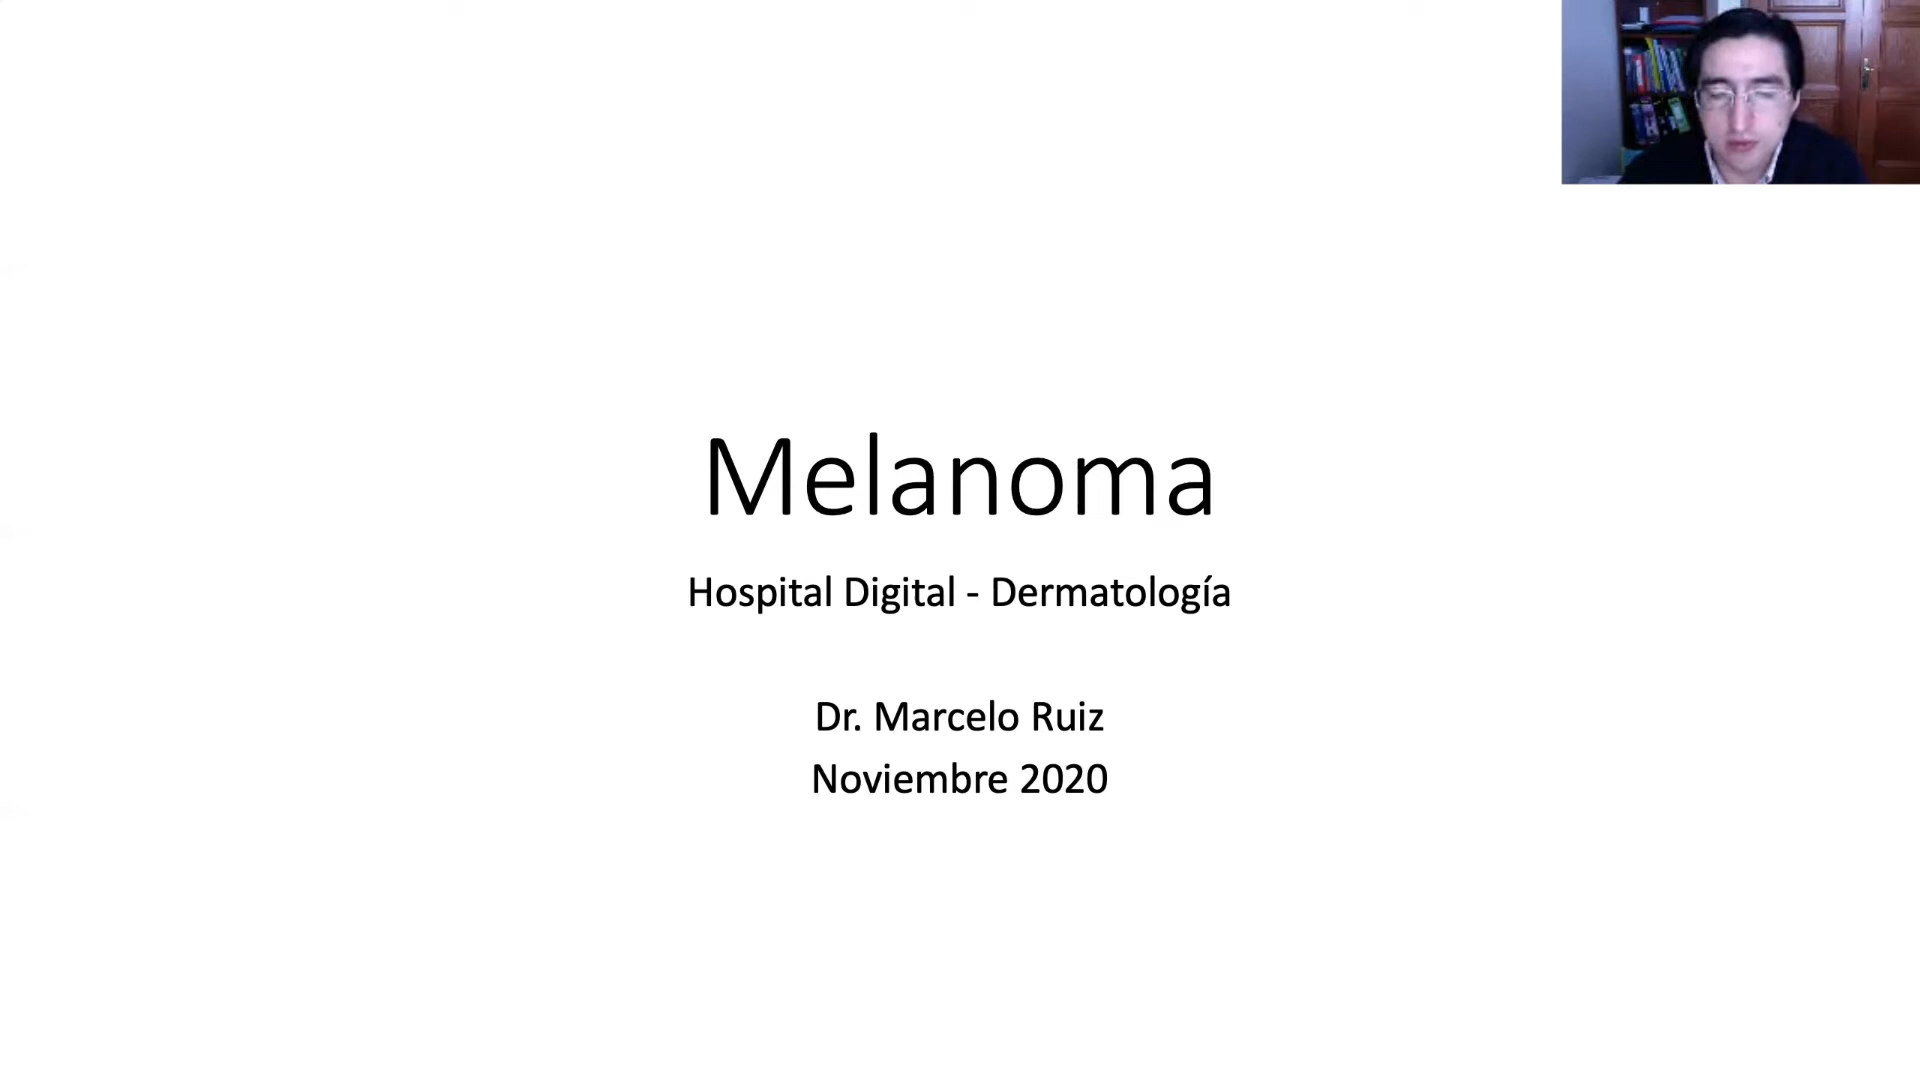 Melanoma
Hospital Digital - Dermatología
Dr. Marcelo Ruiz
Noviembre 2020